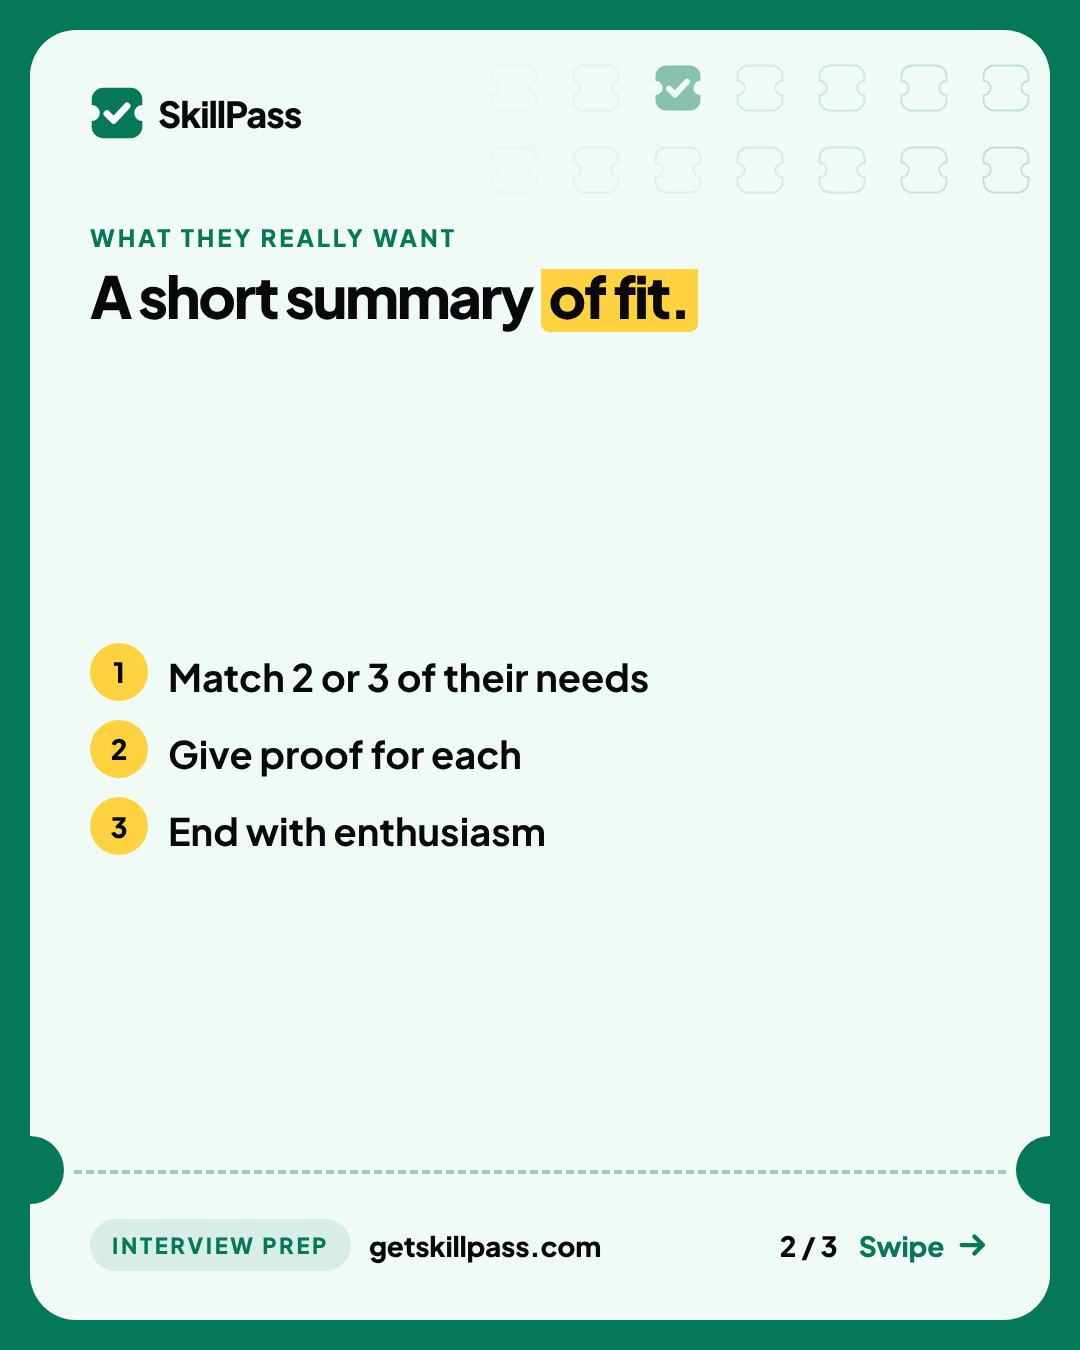 SkillPass
WHAT THEY REALLY WANT
A short summary of fit.
1 Match 2 or 3 of their needs
2 Give proof for each
3 End with enthusiasm
INTERVIEW PREP getskillpass.com 2 / 3 Swipe →